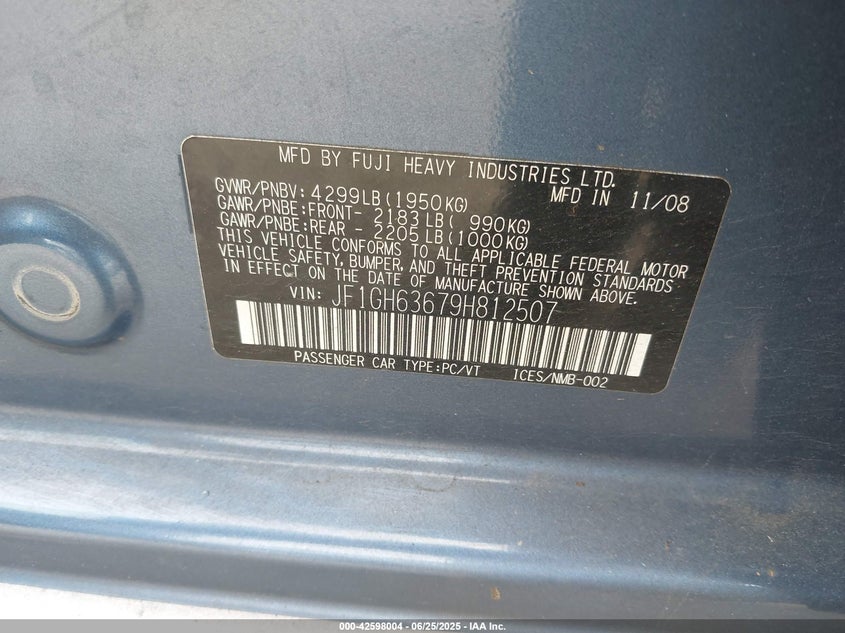 MFD BY FUJI HEAVY INDUSTRIES LTD.
GVWR/PNBV: 4299LB(1950KG) MFD IN 11/08
GAWR/PNBE:FRONT- 2183LB( 990KG)
GAWR/PNBE:REAR - 2205LB(1000KG)
THIS VEHICLE CONFORMS TO ALL APPLICABLE FEDERAL MOTOR
VEHICLE SAFETY, BUMPER, AND THEFT PREVENTION STANDARDS
IN EFFECT ON THE DATE OF MANUFACTURE SHOWN ABOVE.
VIN: JF1GH63679H812507
PASSENGER CAR TYPE:PC/VT ICES/NMB-002
000-42598004 - 06/25/2025 - IAA Inc.